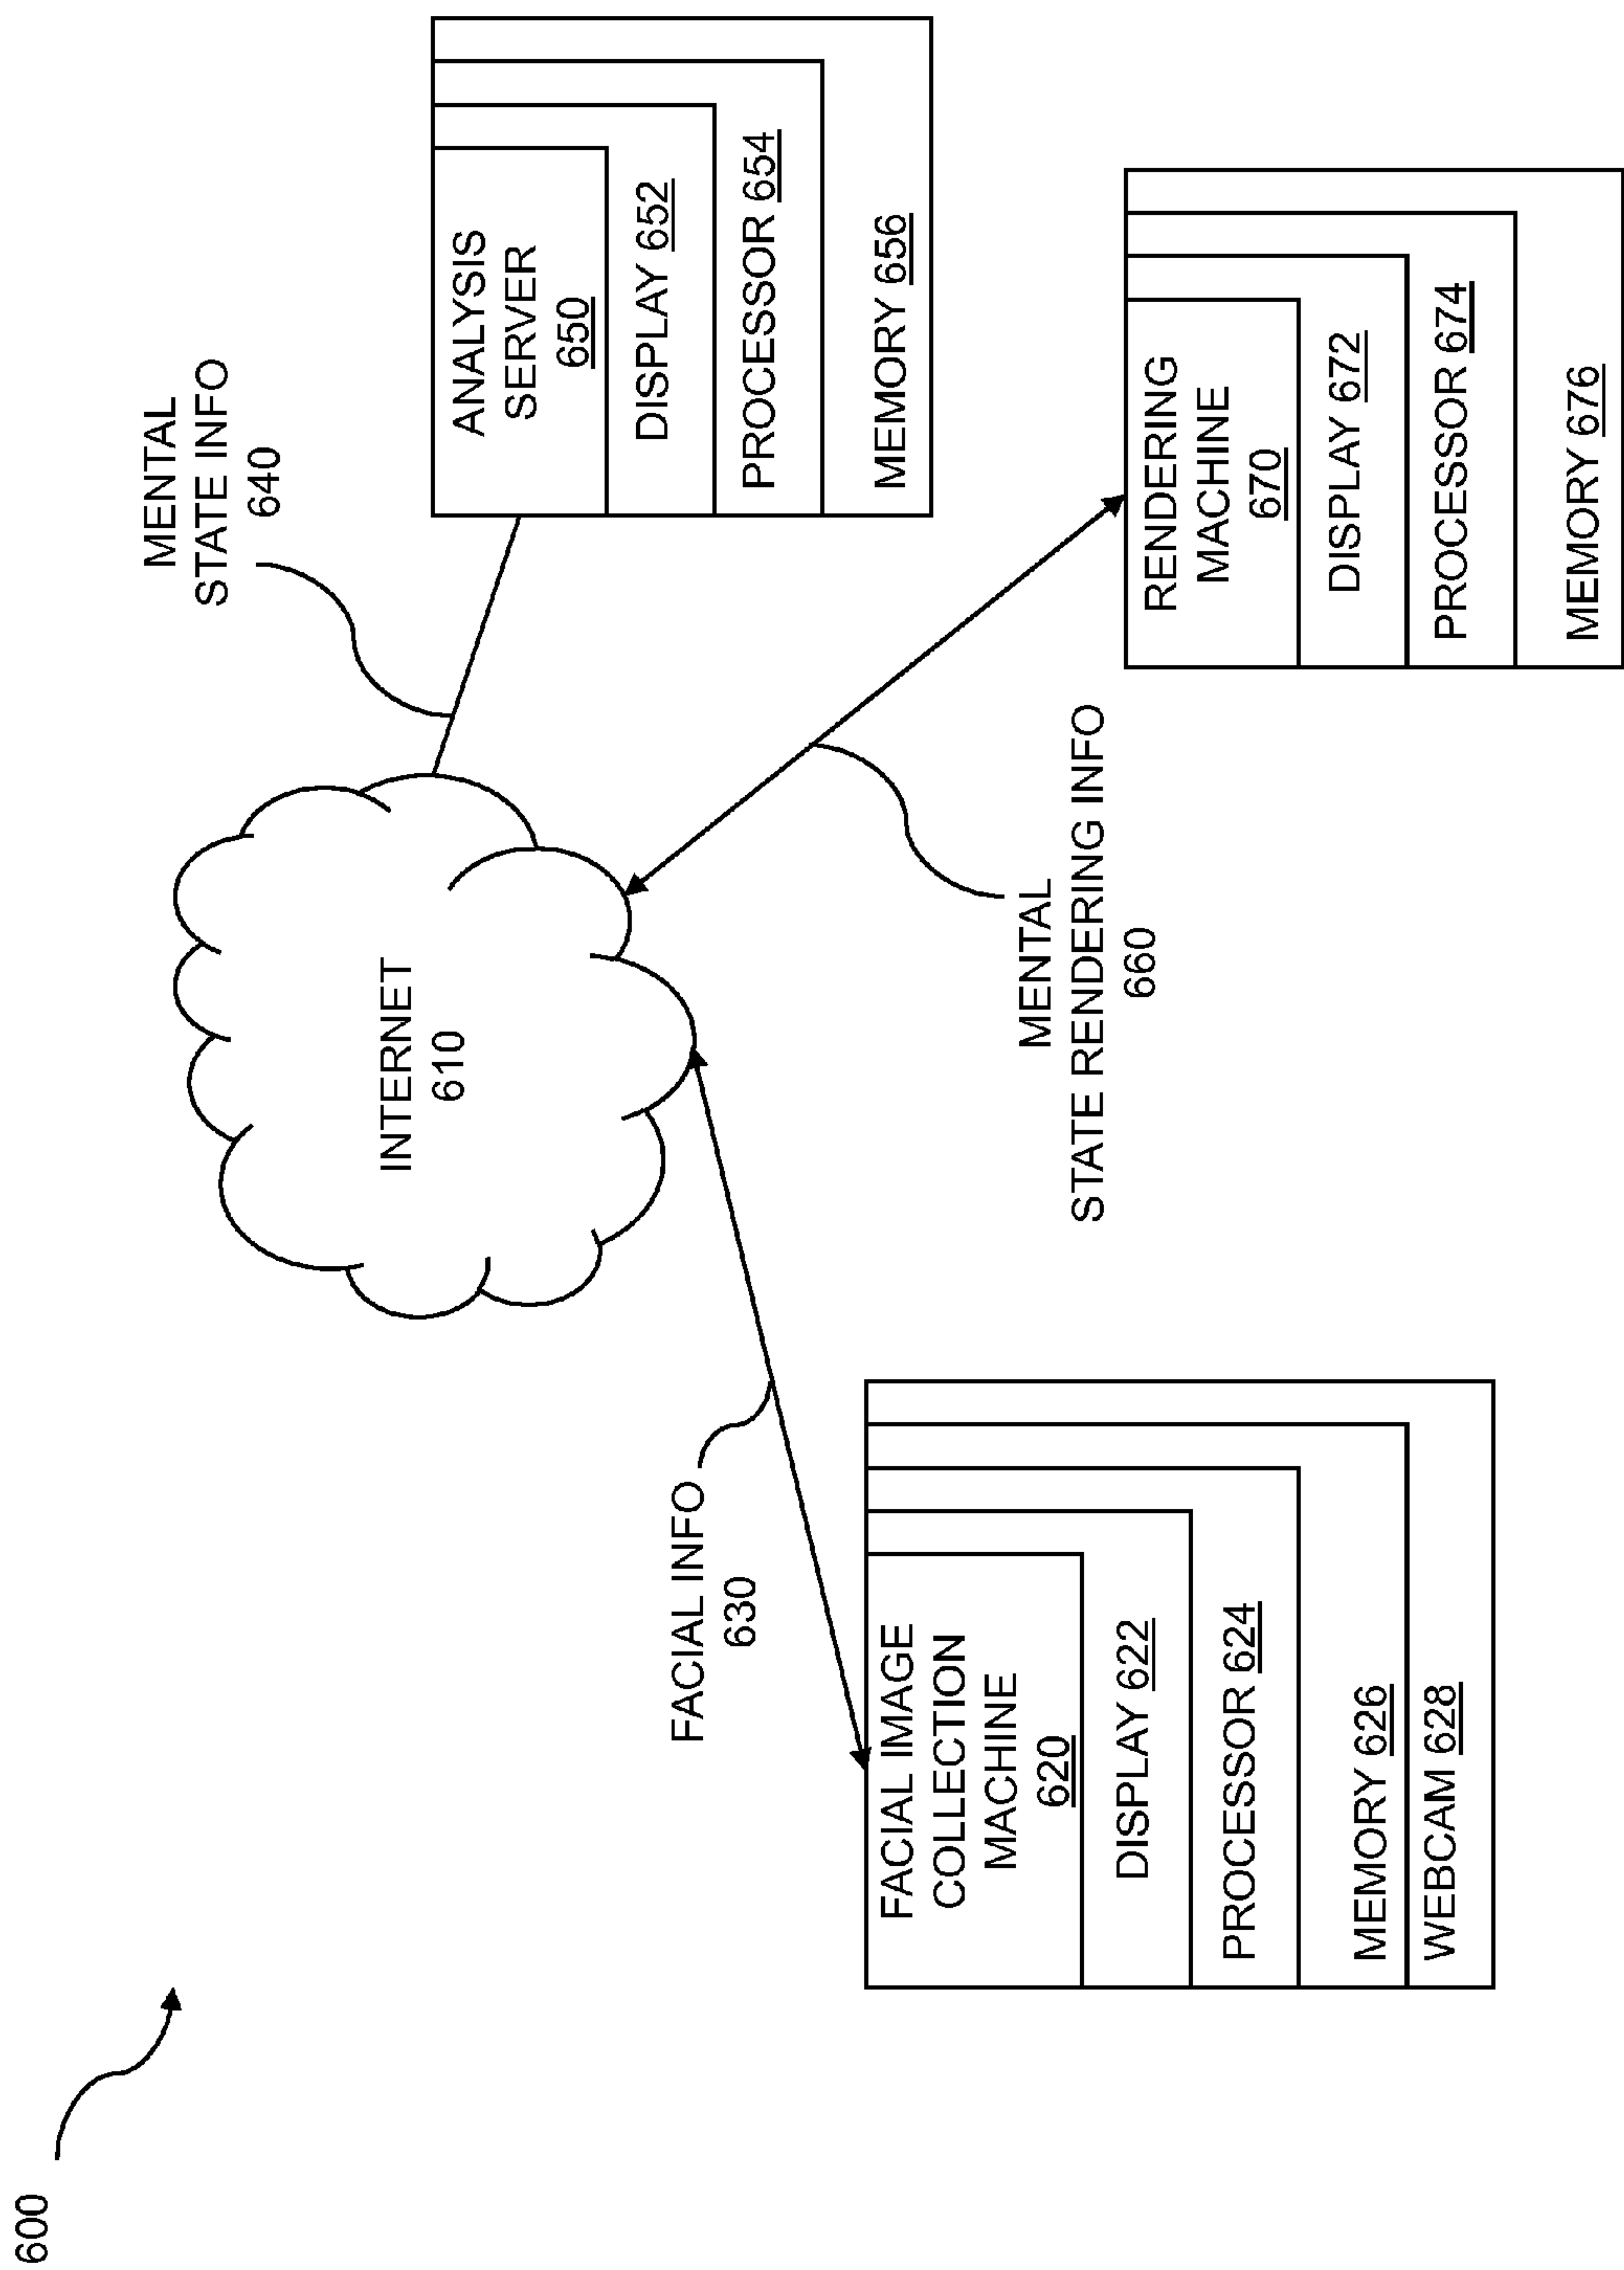 600
INTERNET
610
MENTAL
STATE INFO
640
ANALYSIS
SERVER
650
DISPLAY 652
PROCESSOR 654
MEMORY 656
FACIAL INFO
630
FACIAL IMAGE
COLLECTION
MACHINE
620
DISPLAY 622
PROCESSOR 624
MEMORY 626
WEBCAM 628
MENTAL
STATE RENDERING INFO
660
RENDERING
MACHINE
670
DISPLAY 672
PROCESSOR 674
MEMORY 676